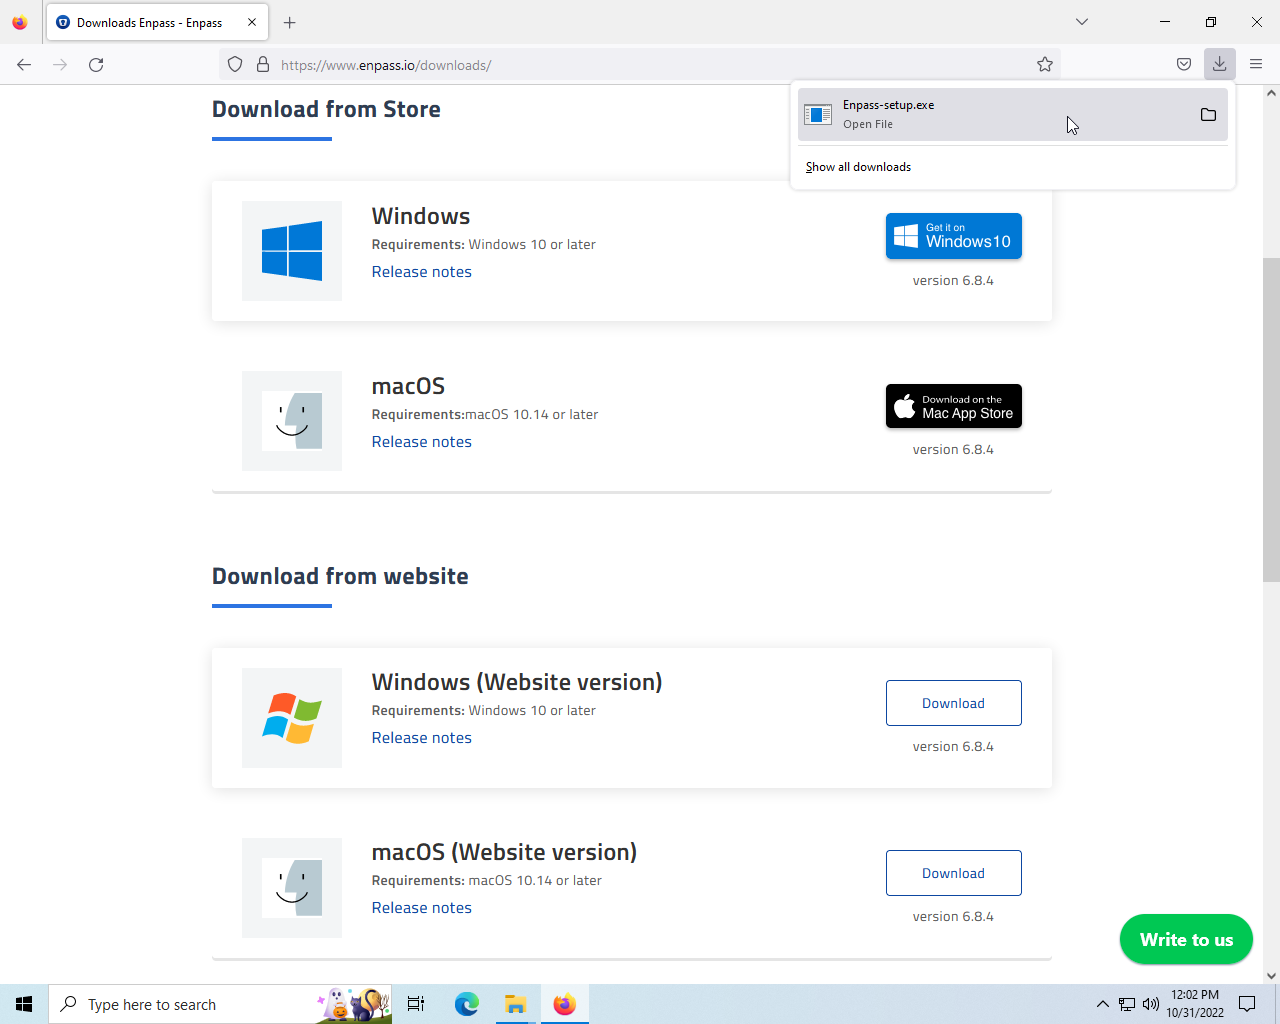 Downloads Enpass - Enpass
https://www.enpass.io/downloads/
Enpass-setup.exe
Open File
Show all downloads
Download from Store
Windows
Requirements: Windows 10 or later
Release notes
Get it on
Windows10
version 6.8.4
macOS
Requirements:macOS 10.14 or later
Release notes
Download on the
Mac App Store
version 6.8.4
Download from website
Windows (Website version)
Requirements: Windows 10 or later
Release notes
Download
version 6.8.4
macOS (Website version)
Requirements: macOS 10.14 or later
Release notes
Download
version 6.8.4
Write to us
Type here to search
12:02 PM
10/31/2022